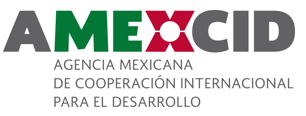 AMEXCID
AGENCIA MEXICANA
DE COOPERACIÓN INTERNACIONAL
PARA EL DESARROLLO